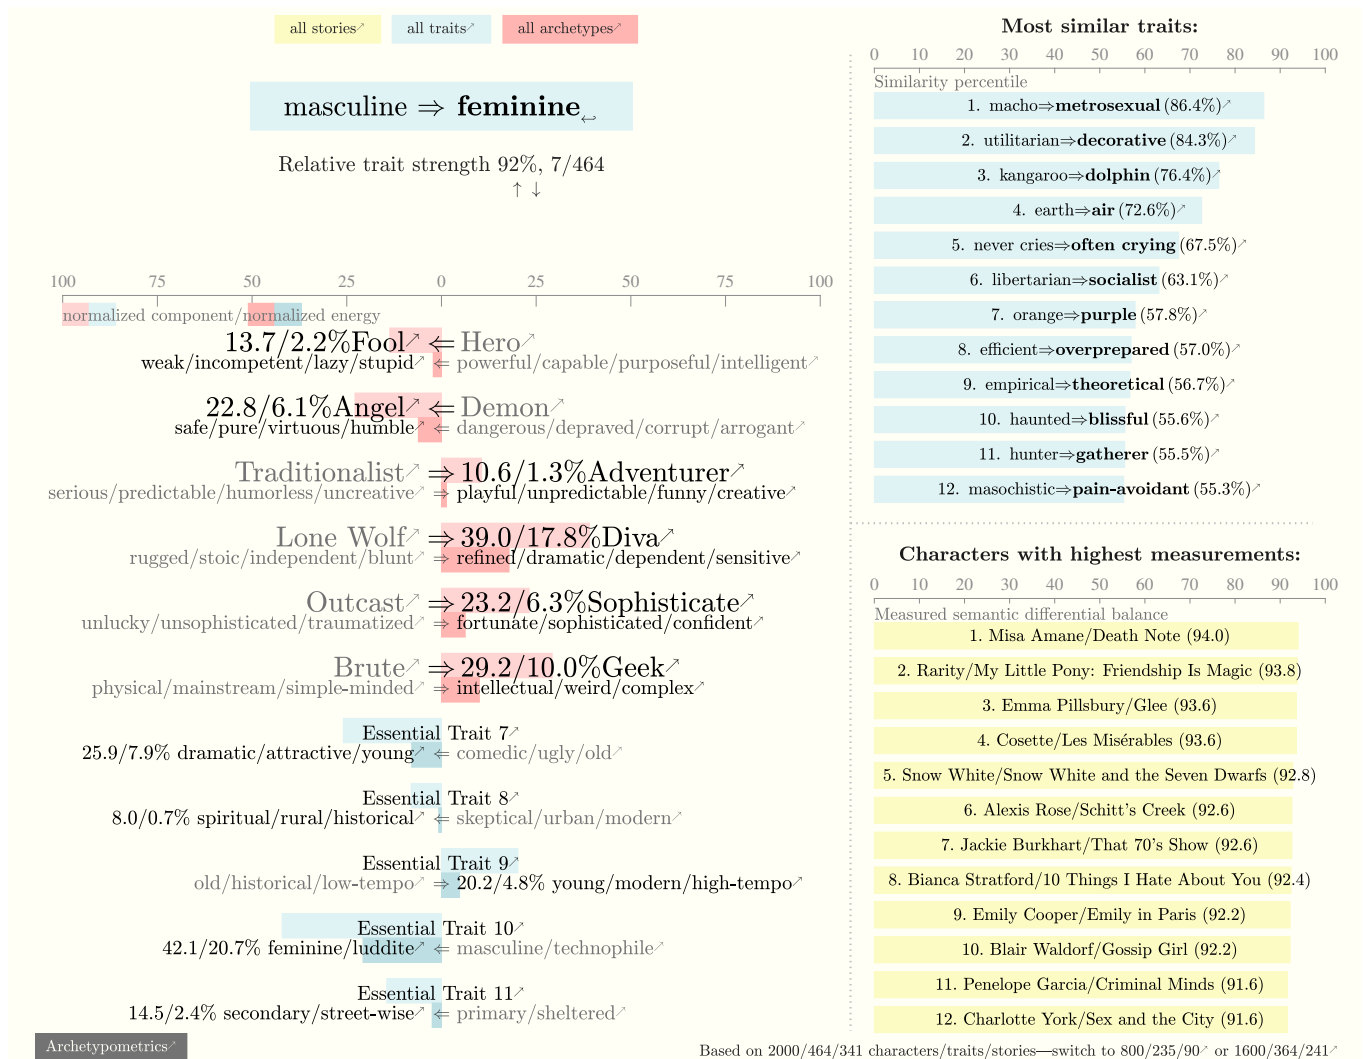 all stories↗ all traits↗ all archetypes↗
masculine ⇒ feminine↩
Relative trait strength 92%, 7/464
↑ ↓
100 75 50 25 0 25 50 75 100
normalized component/normalized energy
13.7/2.2%Fool↗ ⇐ Hero↗
weak/incompetent/lazy/stupid↗ ⇐ powerful/capable/purposeful/intelligent↗
22.8/6.1%Angel↗ ⇐ Demon↗
safe/pure/virtuous/humble↗ ⇐ dangerous/depraved/corrupt/arrogant↗
Traditionalist↗ ⇒ 10.6/1.3%Adventurer↗
serious/predictable/humorless/uncreative↗ ⇒ playful/unpredictable/funny/creative↗
Lone Wolf↗ ⇒ 39.0/17.8%Diva↗
rugged/stoic/independent/blunt↗ ⇒ refined/dramatic/dependent/sensitive↗
Outcast↗ ⇒ 23.2/6.3%Sophisticate↗
unlucky/unsophisticated/traumatized↗ ⇒ fortunate/sophisticated/confident↗
Brute↗ ⇒ 29.2/10.0%Geek↗
physical/mainstream/simple-minded↗ ⇒ intellectual/weird/complex↗
Essential Trait 7↗
25.9/7.9% dramatic/attractive/young↗ ⇐ comedic/ugly/old↗
Essential Trait 8↗
8.0/0.7% spiritual/rural/historical↗ ⇐ skeptical/urban/modern↗
Essential Trait 9↗
old/historical/low-tempo↗ ⇒ 20.2/4.8% young/modern/high-tempo↗
Essential Trait 10↗
42.1/20.7% feminine/luddite↗ ⇐ masculine/technophile↗
Essential Trait 11↗
14.5/2.4% secondary/street-wise↗ ⇐ primary/sheltered↗
Archetypometrics↗
Most similar traits:
0 10 20 30 40 50 60 70 80 90 100
Similarity percentile
1. macho⇒metrosexual (86.4%)↗
2. utilitarian⇒decorative (84.3%)↗
3. kangaroo⇒dolphin (76.4%)↗
4. earth⇒air (72.6%)↗
5. never cries⇒often crying (67.5%)↗
6. libertarian⇒socialist (63.1%)↗
7. orange⇒purple (57.8%)↗
8. efficient⇒overprepared (57.0%)↗
9. empirical⇒theoretical (56.7%)↗
10. haunted⇒blissful (55.6%)↗
11. hunter⇒gatherer (55.5%)↗
12. masochistic⇒pain-avoidant (55.3%)↗
Characters with highest measurements:
0 10 20 30 40 50 60 70 80 90 100
Measured semantic differential balance
1. Misa Amane/Death Note (94.0)
2. Rarity/My Little Pony: Friendship Is Magic (93.8)
3. Emma Pillsbury/Glee (93.6)
4. Cosette/Les Misérables (93.6)
5. Snow White/Snow White and the Seven Dwarfs (92.8)
6. Alexis Rose/Schitt's Creek (92.6)
7. Jackie Burkhart/That 70's Show (92.6)
8. Bianca Stratford/10 Things I Hate About You (92.4)
9. Emily Cooper/Emily in Paris (92.2)
10. Blair Waldorf/Gossip Girl (92.2)
11. Penelope Garcia/Criminal Minds (91.6)
12. Charlotte York/Sex and the City (91.6)
Based on 2000/464/341 characters/traits/stories—switch to 800/235/90↗ or 1600/364/241↗